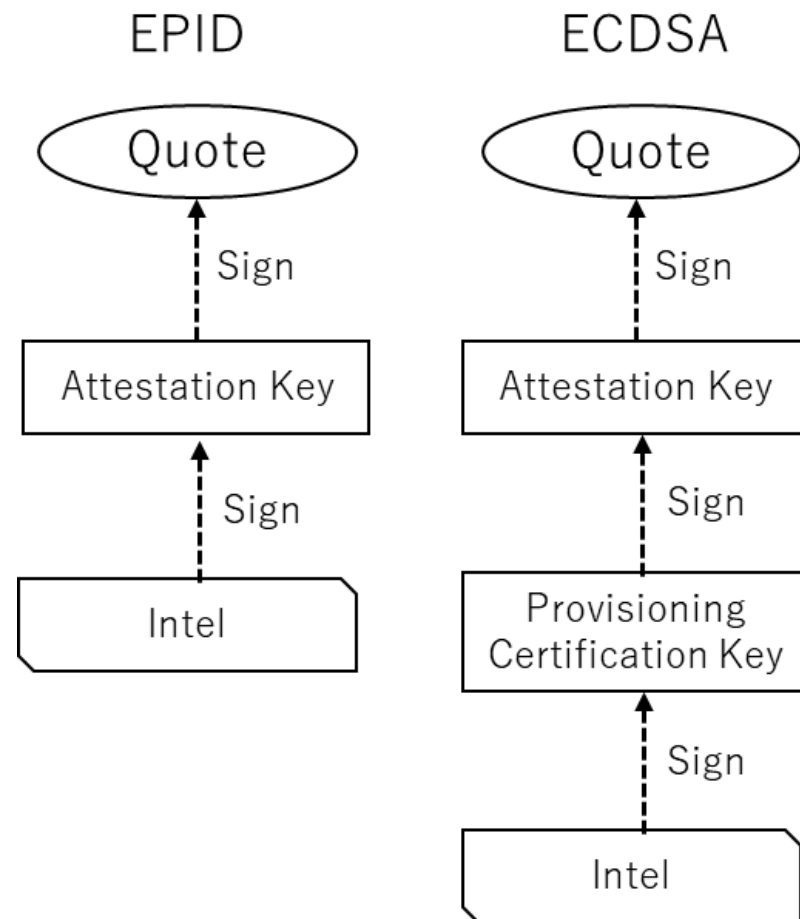 EPID
Quote
Sign
Attestation Key
Sign
Intel
ECDSA
Quote
Sign
Attestation Key
Sign
Provisioning
Certification Key
Sign
Intel